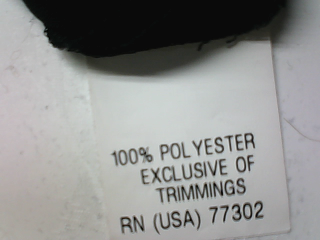 100% POLYESTER
EXCLUSIVE OF
TRIMMINGS
RN (USA) 77302